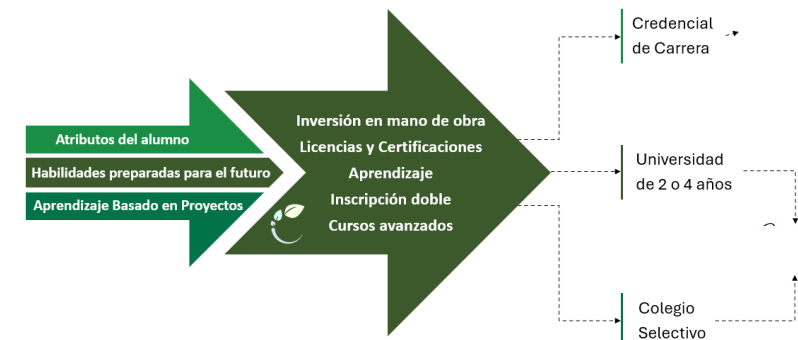 Atributos del alumno
Habilidades preparadas para el futuro
Aprendizaje Basado en Proyectos
Inversión en mano de obra
Licencias y Certificaciones
Aprendizaje
Inscripción doble
Cursos avanzados
Credencial
de Carrera
Universidad
de 2 o 4 años
Colegio
Selectivo